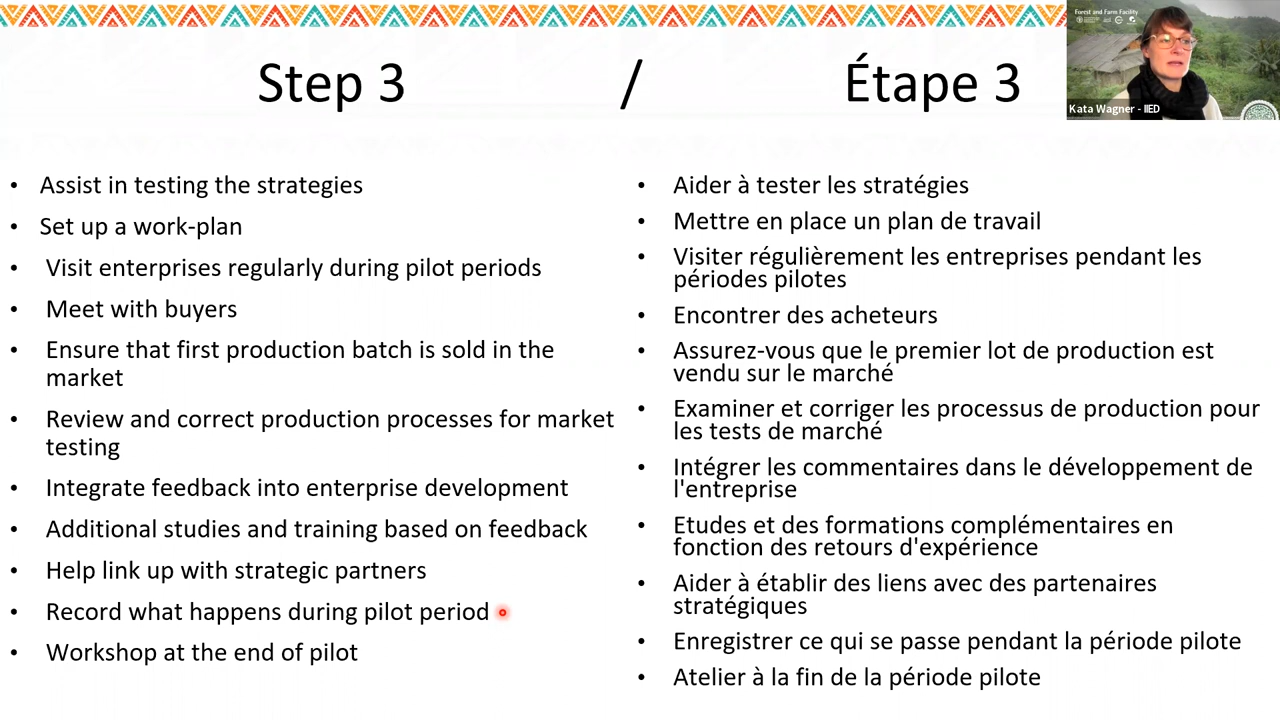 Step 3 / Étape 3
Forest and Farm Facility
Kata Wagner - IIED
• Assist in testing the strategies
• Set up a work-plan
• Visit enterprises regularly during pilot periods
• Meet with buyers
• Ensure that first production batch is sold in the
market
• Review and correct production processes for market
testing
• Integrate feedback into enterprise development
• Additional studies and training based on feedback
• Help link up with strategic partners
• Record what happens during pilot period
• Workshop at the end of pilot
• Aider à tester les stratégies
• Mettre en place un plan de travail
• Visiter régulièrement les entreprises pendant les
périodes pilotes
• Encontrer des acheteurs
• Assurez-vous que le premier lot de production est
vendu sur le marché
• Examiner et corriger les processus de production pour
les tests de marché
• Intégrer les commentaires dans le développement de
l'entreprise
• Etudes et des formations complémentaires en
fonction des retours d'expérience
• Aider à établir des liens avec des partenaires
stratégiques
• Enregistrer ce qui se passe pendant la période pilote
• Atelier à la fin de la période pilote